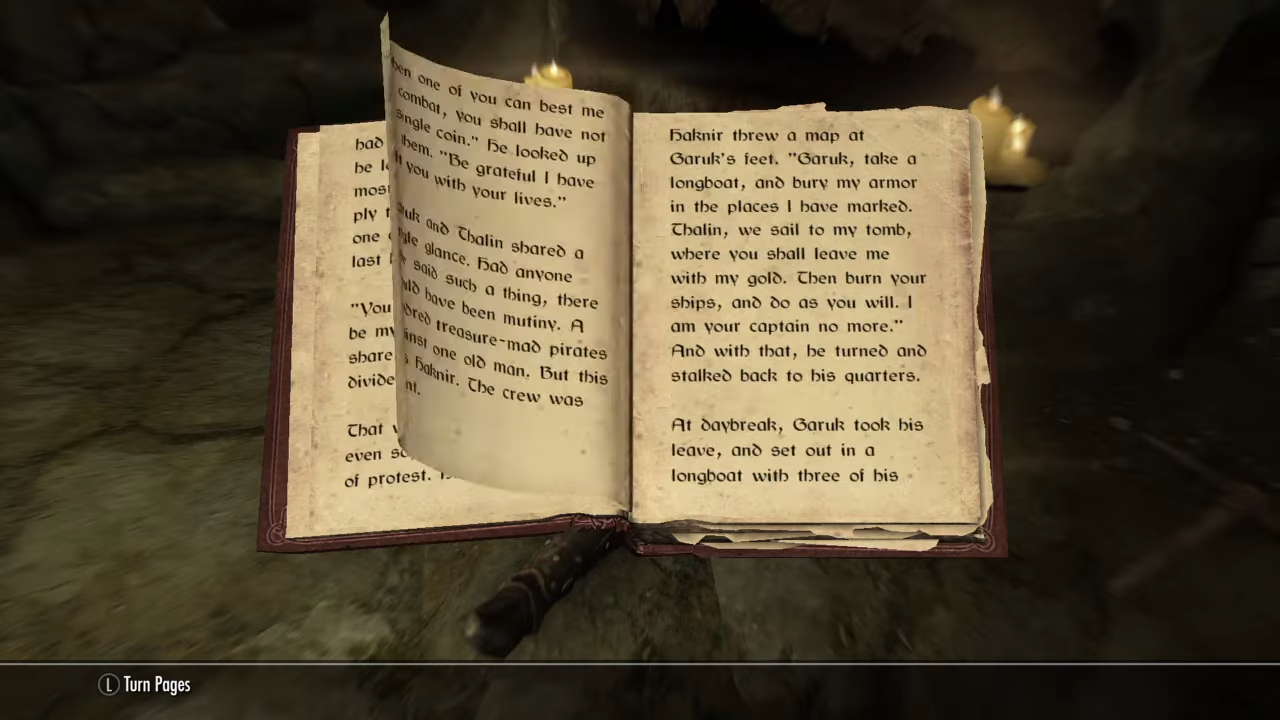 had
he
ply
one
last
"You
be my
share
divide
That
even
of protest.
one of you can best me
combat, you shall have not
single coin." He looked up
them. "Be grateful I have
you with your lives."
and Thalin shared a
glance. Had anyone
said such a thing, there
have been mutiny. A
treasure-mad pirates
one old man. But this
Haknir. The crew was
Haknir threw a map at
Garuk's feet. "Garuk, take a
longboat, and bury my armor
in the places I have marked.
Thalin, we sail to my tomb,
where you shall leave me
with my gold. Then burn your
ships, and do as you will. I
am your captain no more."
And with that, he turned and
stalked back to his quarters.
At daybreak, Garuk took his
leave, and set out in a
longboat with three of his
L Turn Pages